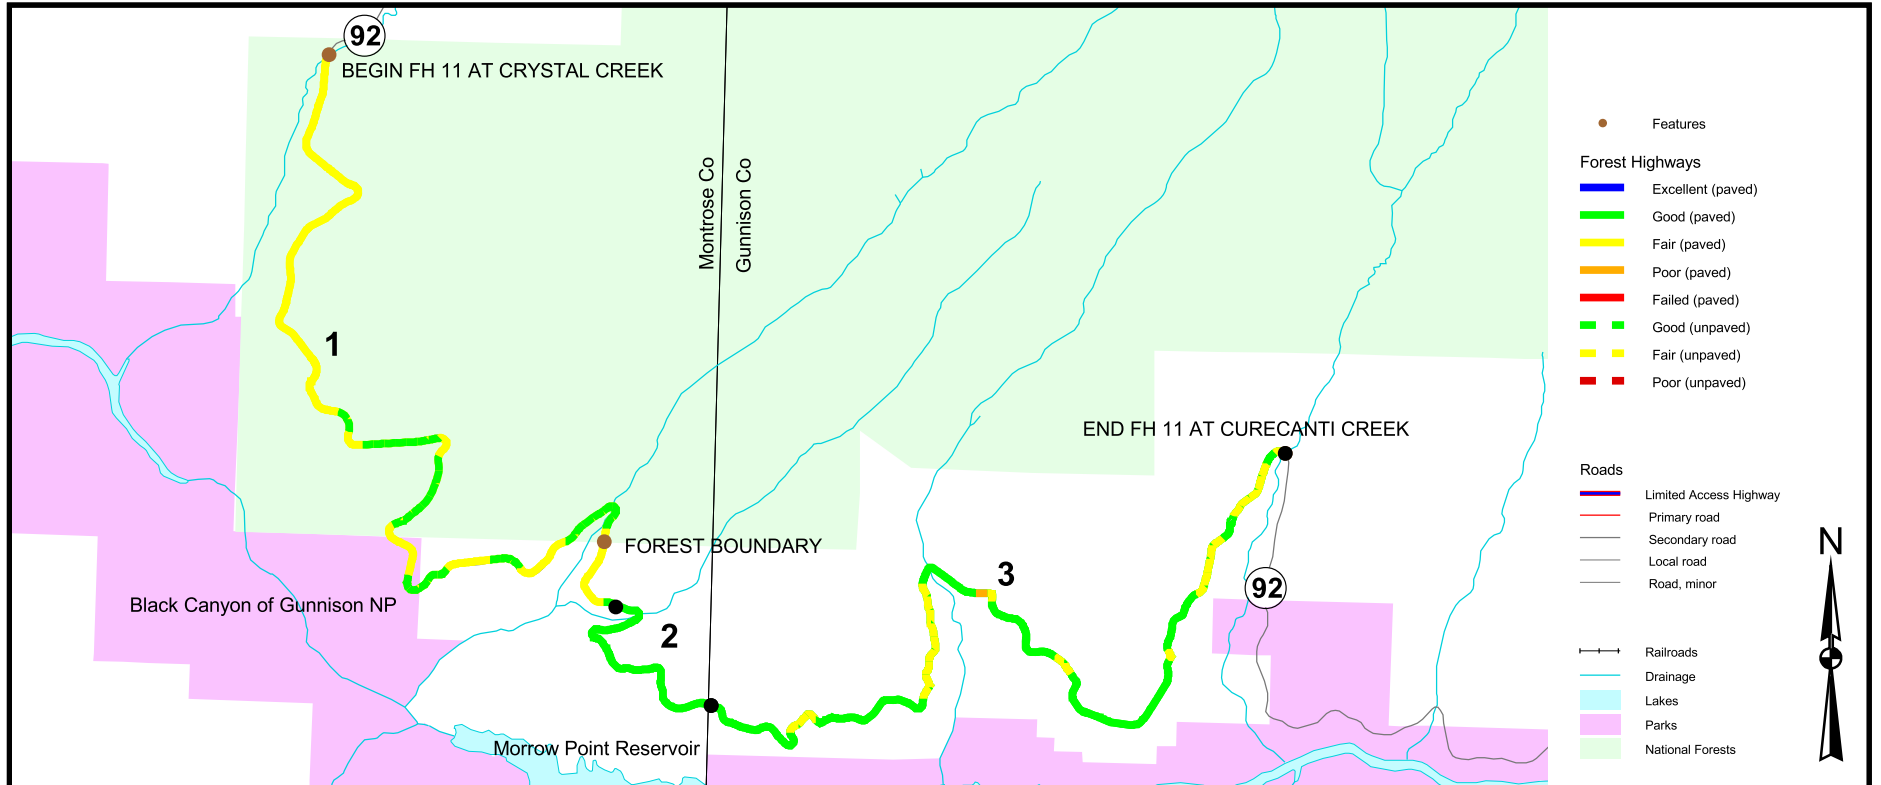 92
BEGIN FH 11 AT CRYSTAL CREEK
Montrose Co
Gunnison Co
1
END FH 11 AT CURECANTI CREEK
FOREST BOUNDARY
3
92
Black Canyon of Gunnison NP
2
Morrow Point Reservoir
Features
Forest Highways
Excellent (paved)
Good (paved)
Fair (paved)
Poor (paved)
Failed (paved)
Good (unpaved)
Fair (unpaved)
Poor (unpaved)
Roads
Limited Access Highway
Primary road
Secondary road
Local road
Road, minor
Railroads
Drainage
Lakes
Parks
National Forests
N